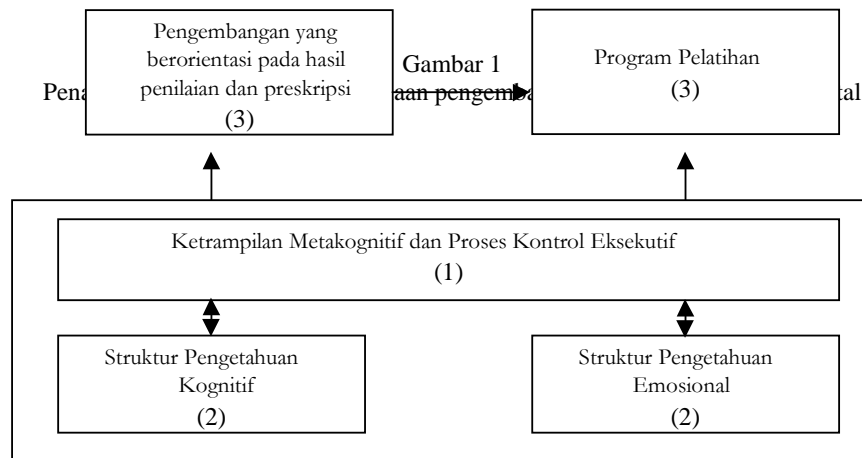 Pengembangan yang
berorientasi pada hasil
penilaian dan preskripsi
(3)
Gambar 1
Program Pelatihan
(3)
Ketrampilan Metakognitif dan Proses Kontrol Eksekutif
(1)
Struktur Pengetahuan
Kognitif
(2)
Struktur Pengetahuan
Emosional
(2)